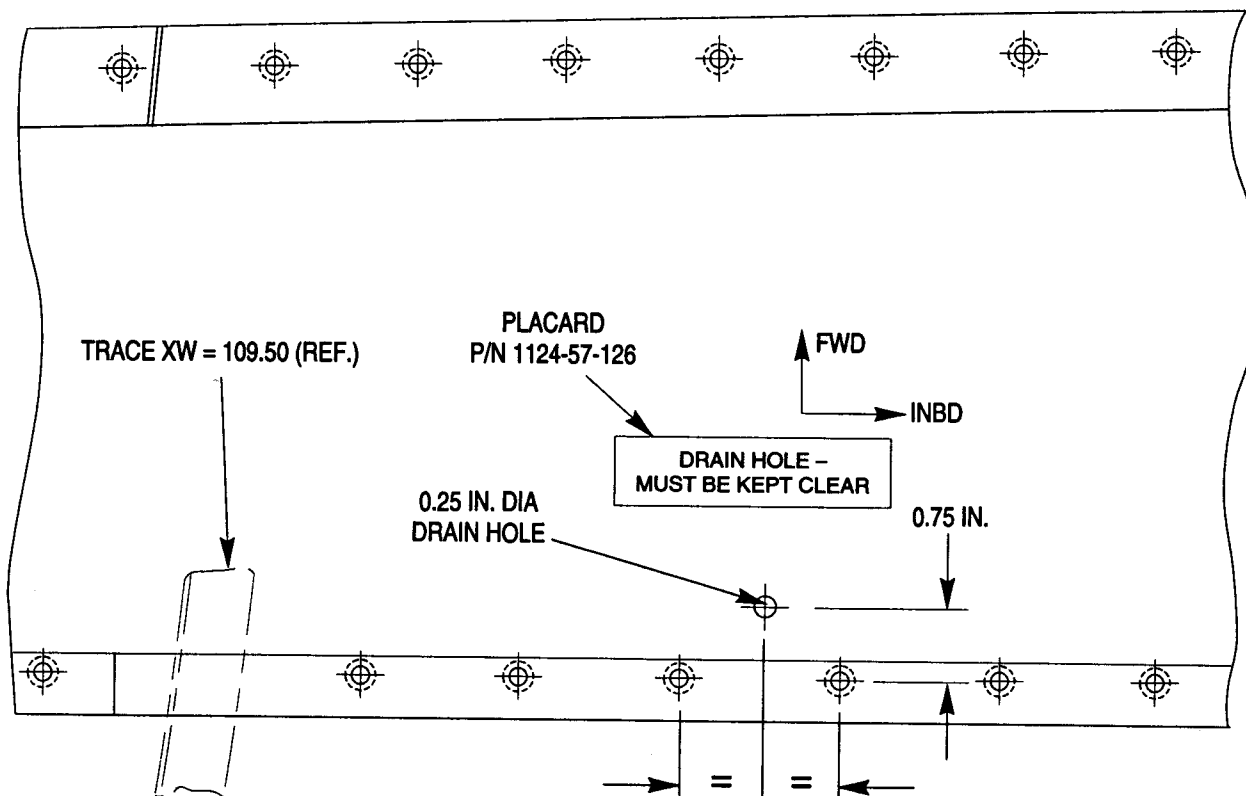 TRACE XW = 109.50 (REF.)
PLACARD
P/N 1124-57-126
FWD
INBD
DRAIN HOLE –
MUST BE KEPT CLEAR
0.25 IN. DIA
DRAIN HOLE
0.75 IN.
= =